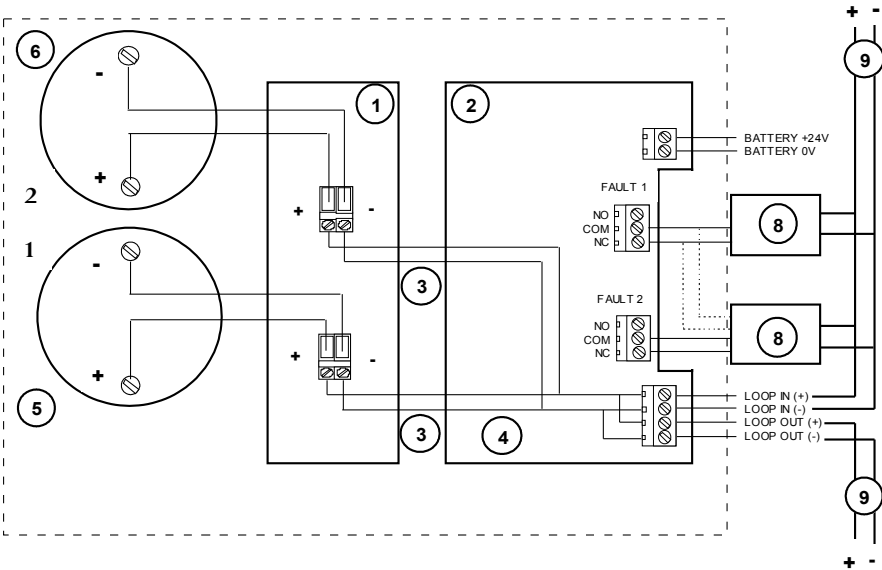 + -
6
-
1
2
9
BATTERY +24V
BATTERY 0V
FAULT 1
+
2
+
-
NO
COM
NC
8
1
-
3
FAULT 2
NO
COM
NC
8
+
-
+
5
LOOP IN (+)
LOOP IN (-)
LOOP OUT (+)
LOOP OUT (-)
3
4
9
+ -